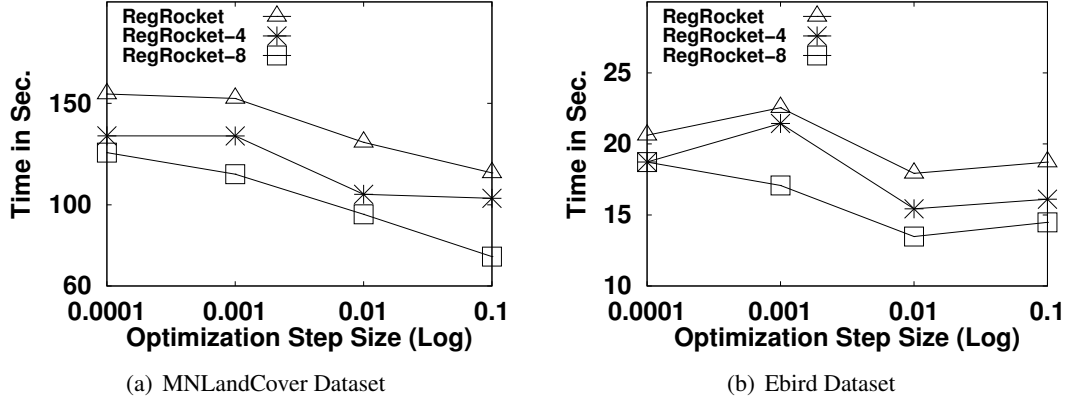 RegRocket
RegRocket-4
RegRocket-8
Time in Sec.
150
100
60
0.0001 0.001 0.01 0.1
Optimization Step Size (Log)
(a) MNLandCover Dataset
RegRocket
RegRocket-4
RegRocket-8
Time in Sec.
25
20
15
10
0.0001 0.001 0.01 0.1
Optimization Step Size (Log)
(b) Ebird Dataset